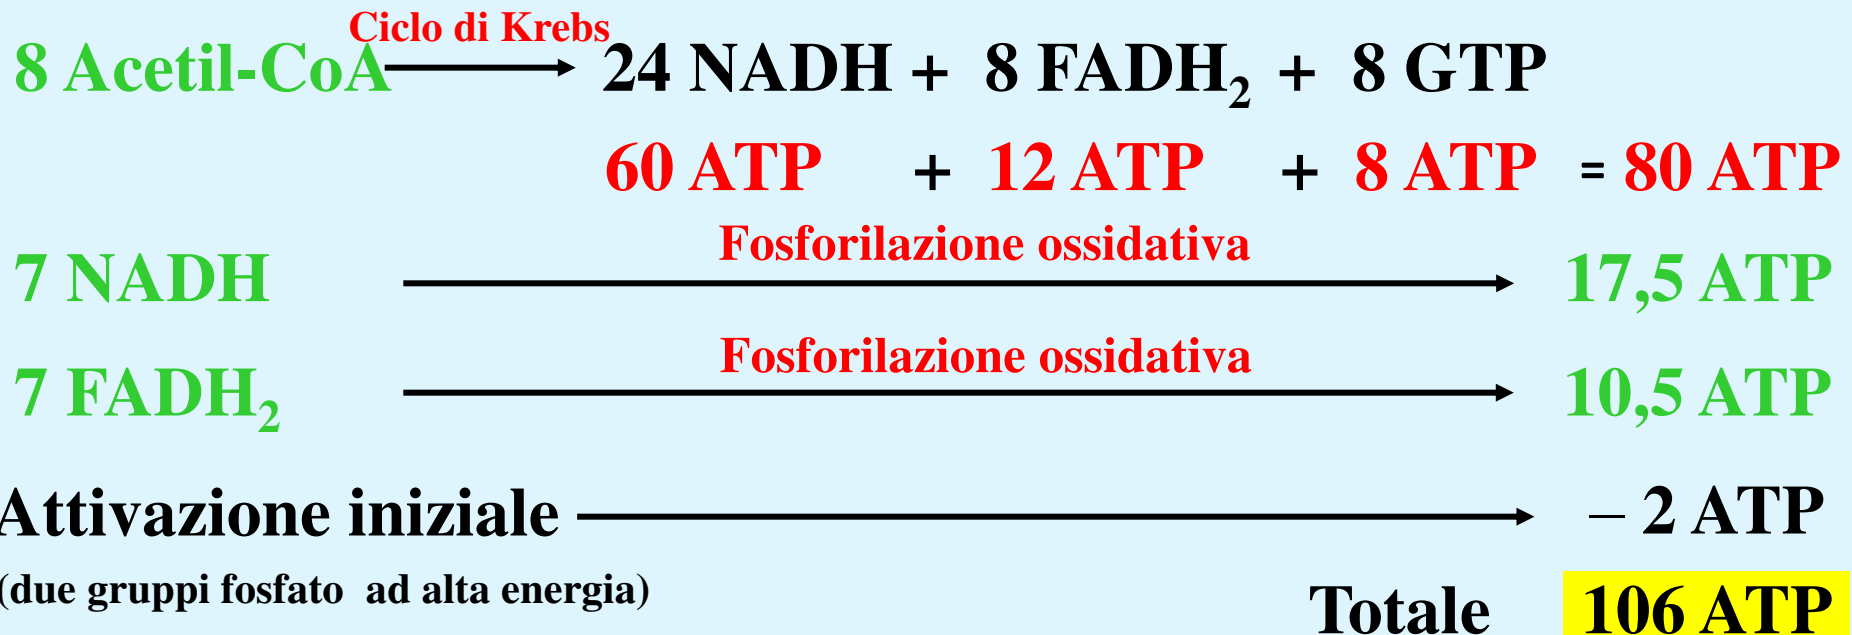 Ciclo di Krebs
8 Acetil-CoA 24 NADH + 8 FADH₂ + 8 GTP
60 ATP + 12 ATP + 8 ATP = 80 ATP
Fosforilazione ossidativa
7 NADH 17,5 ATP
Fosforilazione ossidativa
7 FADH₂ 10,5 ATP
Attivazione iniziale – 2 ATP
(due gruppi fosfato ad alta energia)
Totale 106 ATP